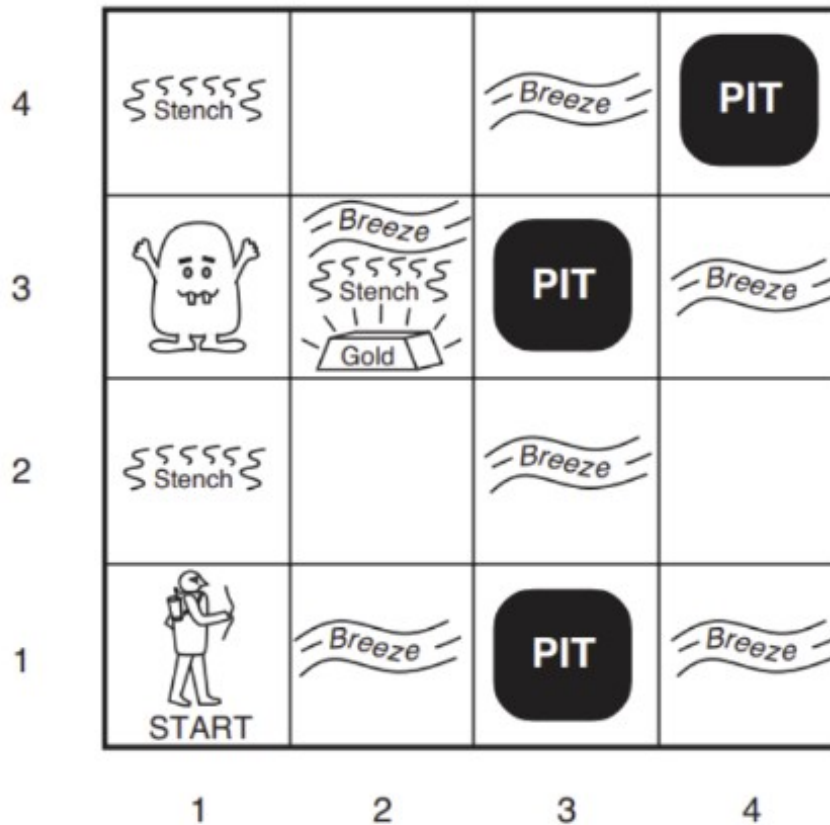 4
Stench
Breeze
PIT
3
Breeze
Stench
Gold
PIT
Breeze
2
Stench
Breeze
1
START
Breeze
PIT
Breeze
1 2 3 4